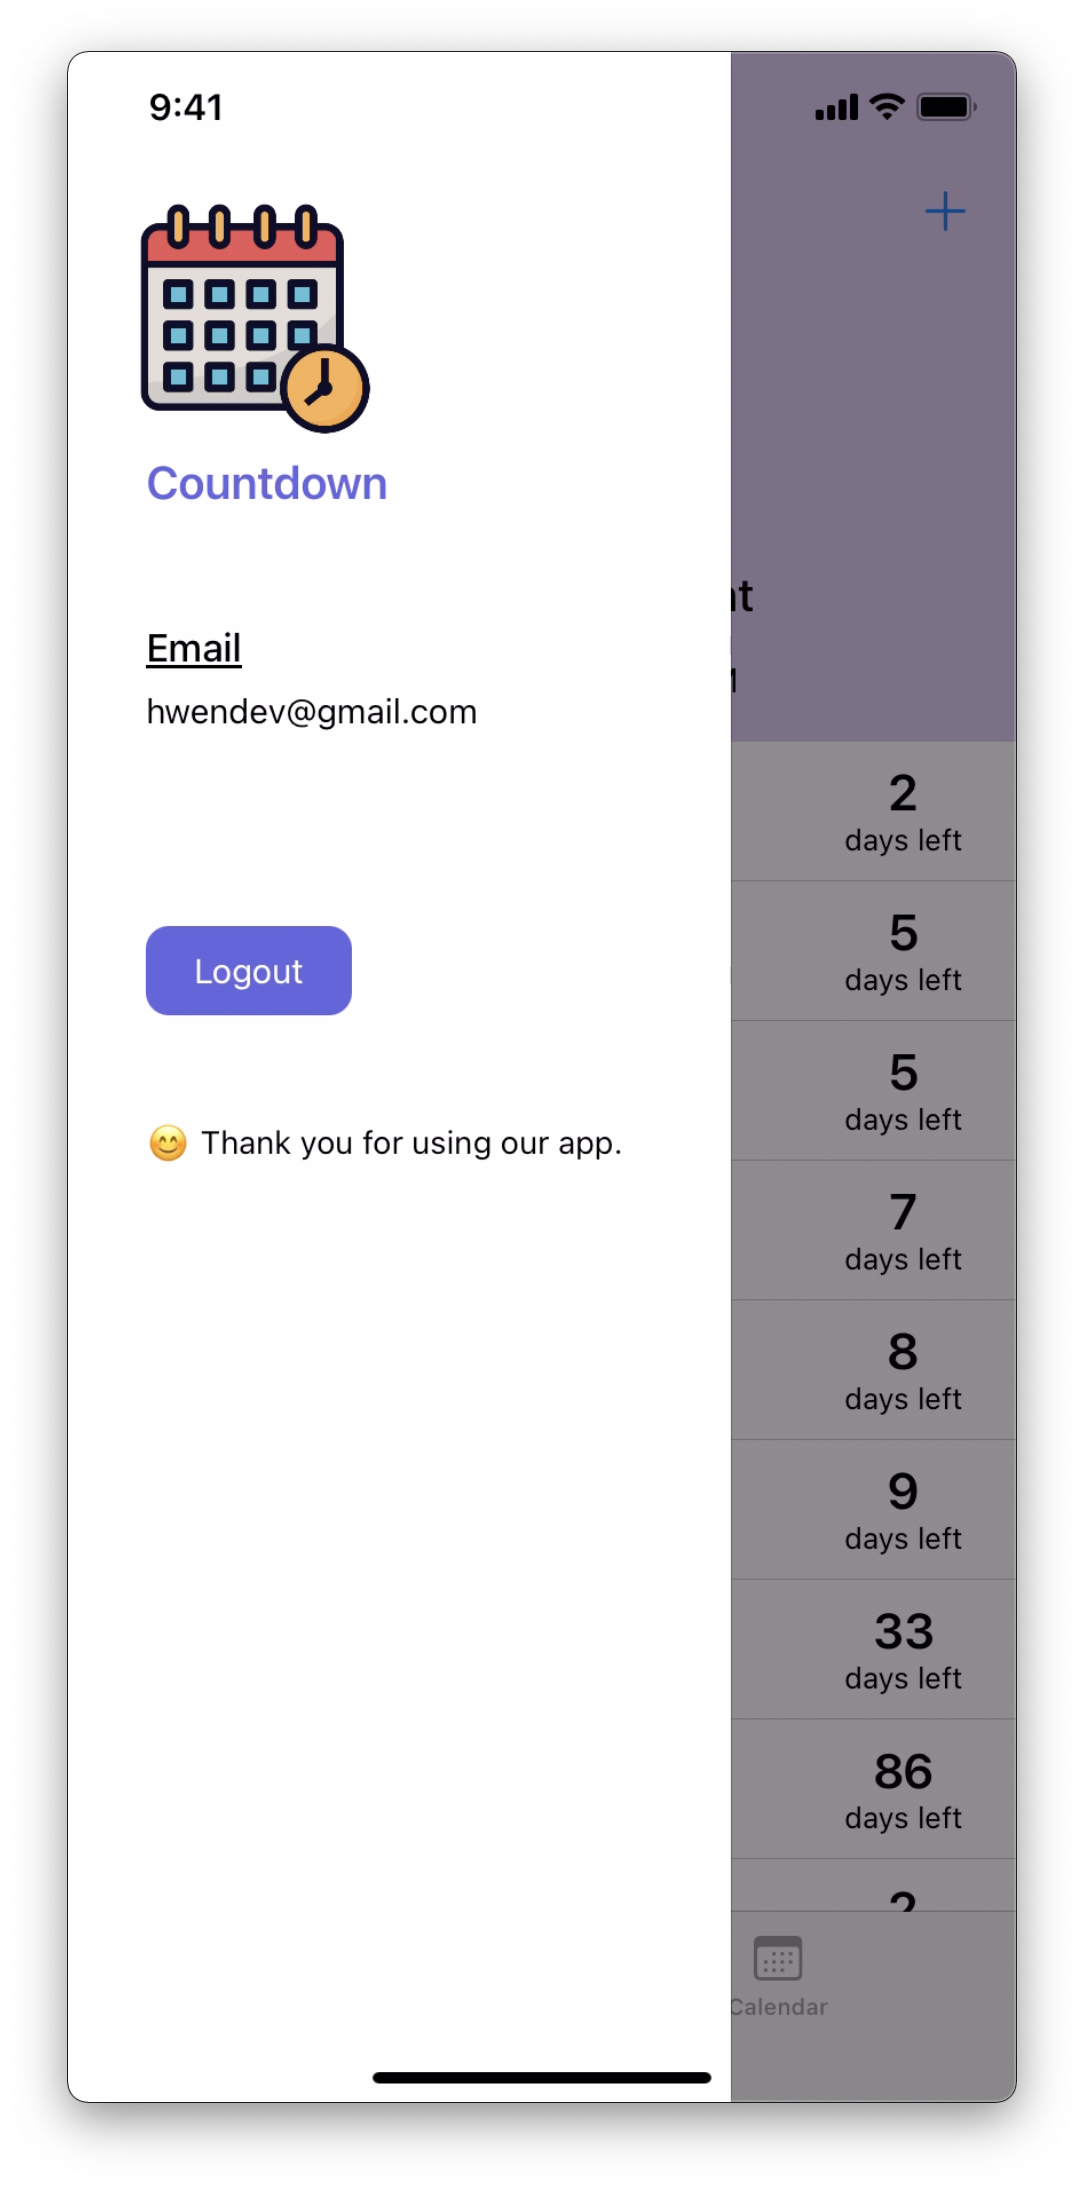 9:41
Countdown
Email
hwendev@gmail.com
Logout
😊 Thank you for using our app.
2
days left
5
days left
5
days left
7
days left
8
days left
9
days left
33
days left
86
days left
Calendar